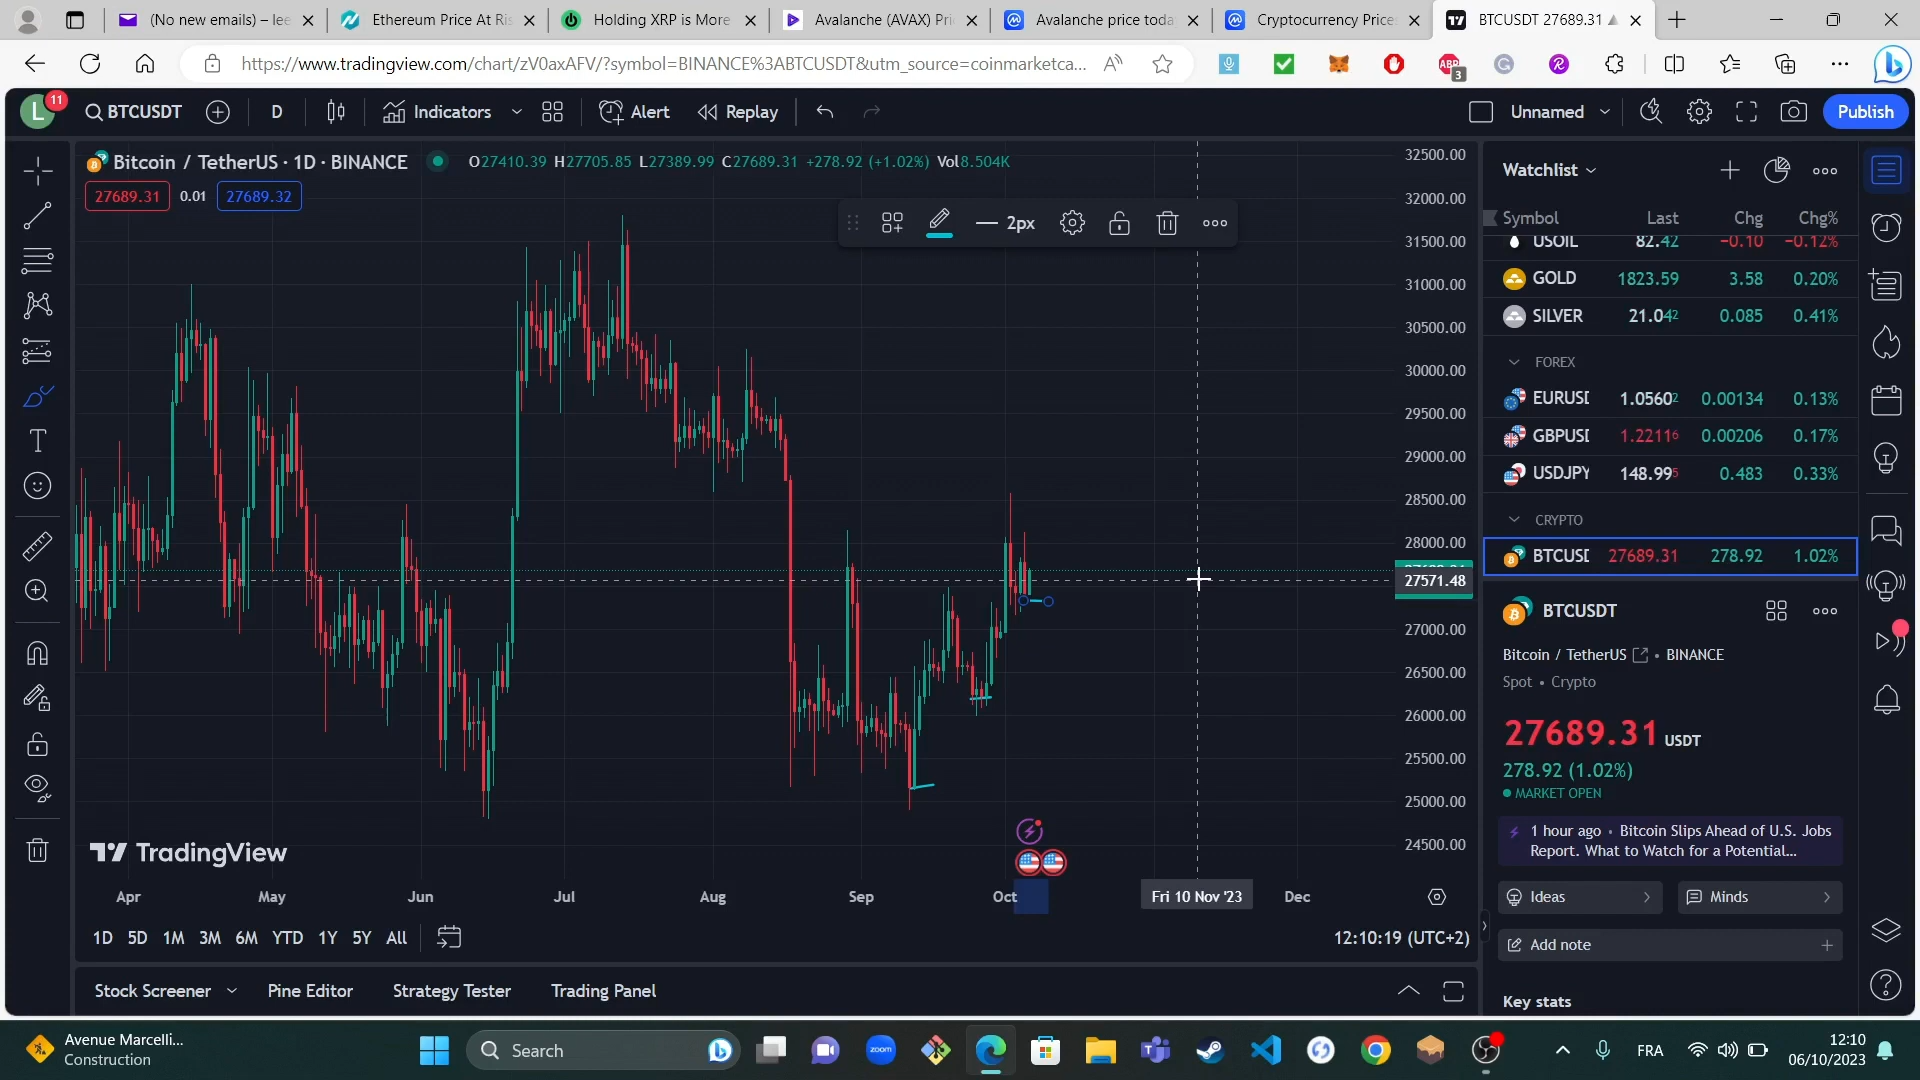 (No new emails) – lee
Ethereum Price At Ris
Holding XRP is More
Avalanche (AVAX) Pri
Avalanche price toda
Cryptocurrency Price
BTCUSDT 27689.31 ▲
https://www.tradingview.com/chart/zV0axAFV/?symbol=BINANCE%3ABTCUSDT&utm_source=coinmarketca...
ABP
3
L
11
BTCUSDT
D
Indicators
Alert
Replay
Unnamed
Publish
Bitcoin / TetherUS · 1D · BINANCE
O27410.39 H27705.85 L27389.99 C27689.31 +278.92 (+1.02%) Vol8.504K
27689.31
0.01
27689.32
2px
32500.00
32000.00
31500.00
31000.00
30500.00
30000.00
29500.00
29000.00
28500.00
28000.00
27571.48
27000.00
26500.00
26000.00
25500.00
25000.00
24500.00
TradingView
Apr May Jun Jul Aug Sep Oct Fri 10 Nov '23 Dec
1D 5D 1M 3M 6M YTD 1Y 5Y All
12:10:19 (UTC+2)
Stock Screener Pine Editor Strategy Tester Trading Panel
Watchlist
Symbol Last Chg Chg%
USOIL 82.42 −0.10 −0.12%
GOLD 1823.59 3.58 0.20%
SILVER 21.042 0.085 0.41%
FOREX
EURUSI 1.05602 0.00134 0.13%
GBPUSI 1.22116 0.00206 0.17%
USDJPY 148.995 0.483 0.33%
CRYPTO
BTCUSI 27689.31 278.92 1.02%
BTCUSDT
Bitcoin / TetherUS • BINANCE
Spot • Crypto
27689.31 USDT
278.92 (1.02%)
MARKET OPEN
1 hour ago • Bitcoin Slips Ahead of U.S. Jobs
Report. What to Watch for a Potential...
Ideas
Minds
Add note
Key stats
Avenue Marcelli...
Construction
Search
zoom
FRA
12:10
06/10/2023